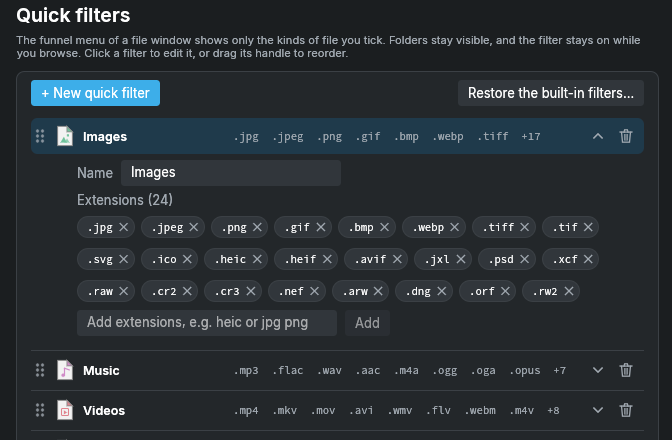 Quick filters
The funnel menu of a file window shows only the kinds of file you tick. Folders stay visible, and the filter stays on while
you browse. Click a filter to edit it, or drag its handle to reorder.
+ New quick filter
Restore the built-in filters...
Images .jpg .jpeg .png .gif .bmp .webp .tiff +17
Name Images
Extensions (24)
.jpg × .jpeg × .png × .gif × .bmp × .webp × .tiff × .tif ×
.svg × .ico × .heic × .heif × .avif × .jxl × .psd × .xcf ×
.raw × .cr2 × .cr3 × .nef × .arw × .dng × .orf × .rw2 ×
Add extensions, e.g. heic or jpg png Add
Music .mp3 .flac .wav .aac .m4a .ogg .oga .opus +7
Videos .mp4 .mkv .mov .avi .wmv .flv .webm .m4v +8